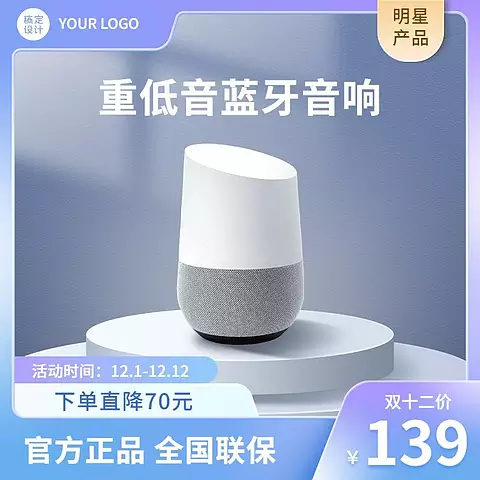 稿定
设计
YOUR LOGO
明星
产品
重低音蓝牙音响
活动时间：12.1-12.12
下单直降70元
双十二价
官方正品 全国联保
￥139